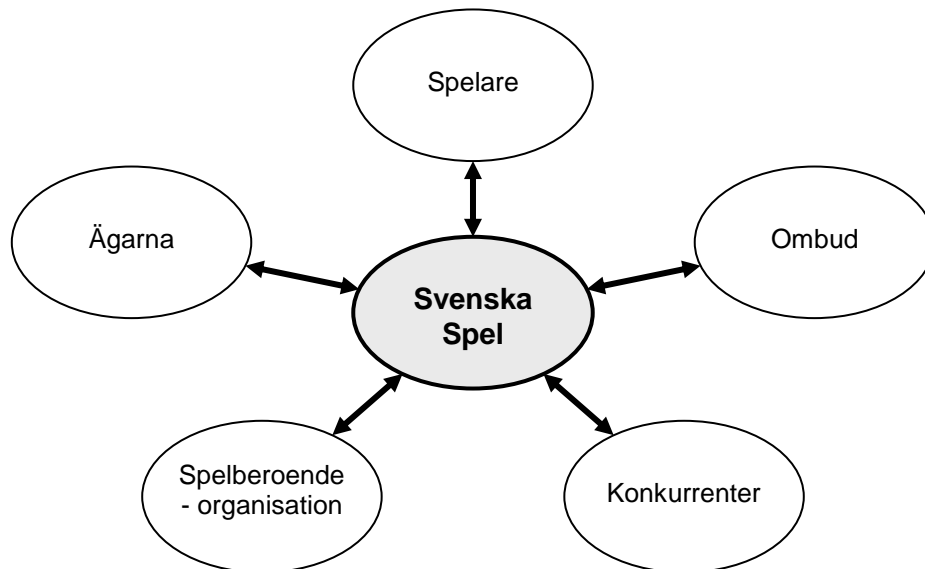 Spelare
Ägarna
Ombud
Svenska
Spel
Spelberoende
- organisation
Konkurrenter